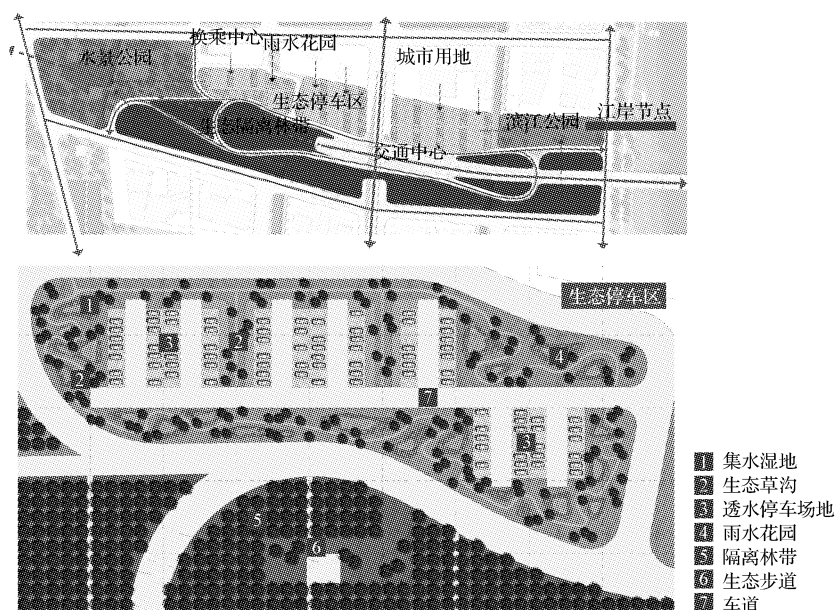 换乘中心
雨水花园
水景公园
城市用地
生态停车区
生态隔离林带
滨江公园
江岸节点
交通中心
生态停车区
1
2
3
2
4
7
3
5
6
1 集水湿地
2 生态草沟
3 透水停车场地
4 雨水花园
5 隔离林带
6 生态步道
7 车道